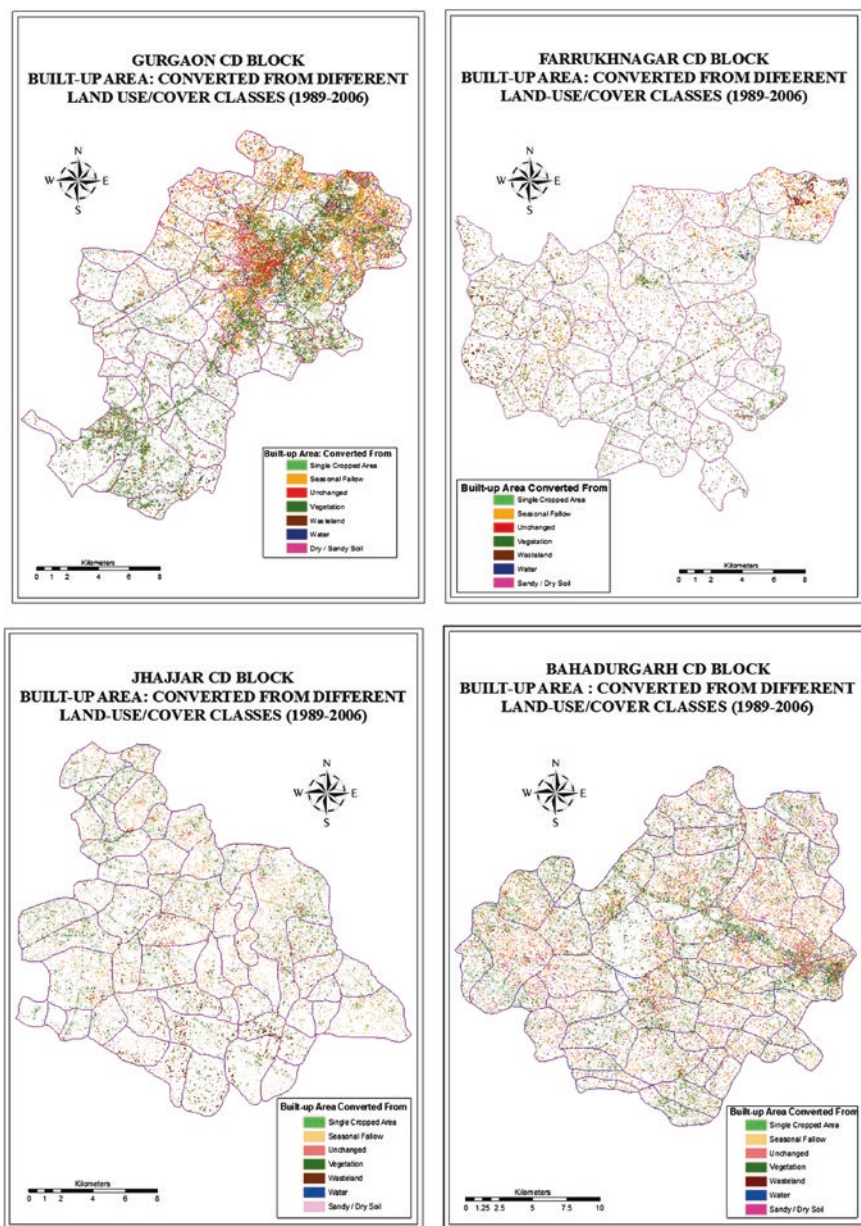 GURGAON CD BLOCK
BUILT-UP AREA: CONVERTED FROM DIFFERENT
LAND USE/COVER CLASSES (1989-2006)
N
W E
S
Built-up Area: Converted From
Single Cropped Area
Seasonal Fallow
Unchanged
Vegetation
Wasteland
Water
Dry / Sandy Soil
Kilometers
0 1 2 4 6 8
FARRUKHNAGAR CD BLOCK
BUILT-UP AREA: CONVERTED FROM DIFEERENT
LAND-USE/COVER CLASSES (1989-2006)
N
W E
S
Built-up Area Converted From
Single Cropped Area
Seasonal Fallow
Unchanged
Vegetation
Wasteland
Water
Sandy / Dry Soil
Kilometers
0 1 2 4 6 8
JHAJJAR CD BLOCK
BUILT-UP AREA: CONVERTED FROM DIFFERENT
LAND-USE/COVER CLASSES (1989-2006)
N
W E
S
Built-up Area Converted From
Single Cropped Area
Seasonal Fallow
Unchanged
Vegetation
Wasteland
Water
Sandy / Dry Soil
Kilometers
0 1 2 4 6 8
BAHADURGARH CD BLOCK
BUILT-UP AREA : CONVERTED FROM DIFFERENT
LAND-USE/COVER CLASSES (1989-2006)
N
W E
S
Built-up Area Converted From
Single Cropped Area
Seasonal Fallow
Unchanged
Vegetation
Wasteland
Water
Sandy / Dry Soil
Kilometers
0 1.25 2.5 5 7.5 10